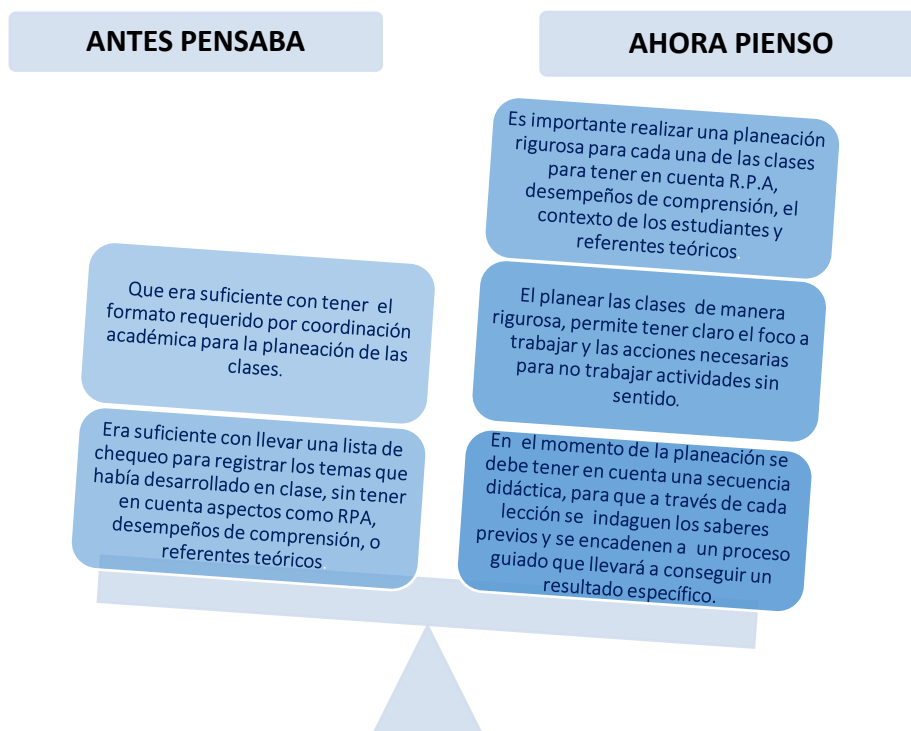 ANTES PENSABA
Que era suficiente con tener el
formato requerido por coordinación
académica para la planeación de las
clases.
Era suficiente con llevar una lista de
chequeo para registrar los temas que
había desarrollado en clase, sin tener
en cuenta aspectos como RPA,
desempeños de comprensión, o
referentes teóricos.
AHORA PIENSO
Es importante realizar una planeación
rigurosa para cada una de las clases
para tener en cuenta R.P.A,
desempeños de comprensión, el
contexto de los estudiantes y
referentes teóricos.
El planear las clases de manera
rigurosa, permite tener claro el foco a
trabajar y las acciones necesarias
para no trabajar actividades sin
sentido.
En el momento de la planeación se
debe tener en cuenta una secuencia
didáctica, para que a través de cada
lección se indaguen los saberes
previos y se encadenen a un proceso
guiado que llevará a conseguir un
resultado específico.